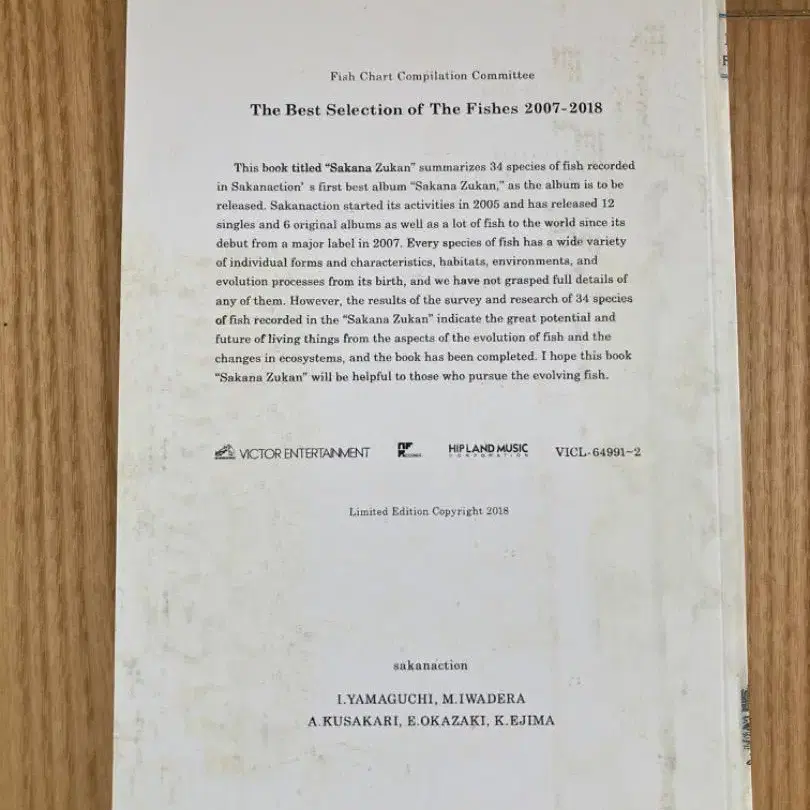 Fish Chart Compilation Committee
The Best Selection of The Fishes 2007-2018
This book titled “Sakana Zukan” summarizes 34 species of fish recorded
in Sakanaction’ s first best album “Sakana Zukan,” as the album is to be
released. Sakanaction started its activities in 2005 and has released 12
singles and 6 original albums as well as a lot of fish to the world since its
debut from a major label in 2007. Every species of fish has a wide variety
of individual forms and characteristics, habitats, environments, and
evolution processes from its birth, and we have not grasped full details of
any of them. However, the results of the survey and research of 34 species
of fish recorded in the “Sakana Zukan” indicate the great potential and
future of living things from the aspects of the evolution of fish and the
changes in ecosystems, and the book has been completed. I hope this book
“Sakana Zukan” will be helpful to those who pursue the evolving fish.
VICTOR ENTERTAINMENT NF RECORDS HIP LAND MUSIC CORPORATION VICL-64991~2
Limited Edition Copyright 2018
sakanaction
I.YAMAGUCHI, M.IWADERA
A.KUSAKARI, E.OKAZAKI, K.EJIMA